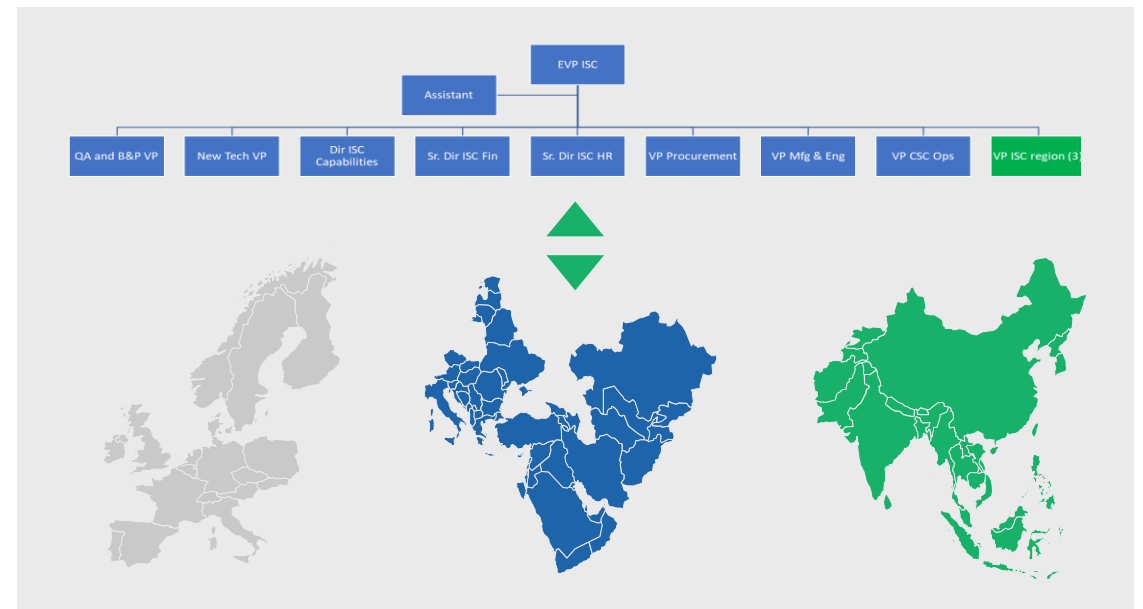 EVP ISC
Assistant
QA and B&P VP
New Tech VP
Dir ISC
Capabilities
Sr. Dir ISC Fin
Sr. Dir ISC HR
VP Procurement
VP Mfg & Eng
VP CSC Ops
VP ISC region (3)